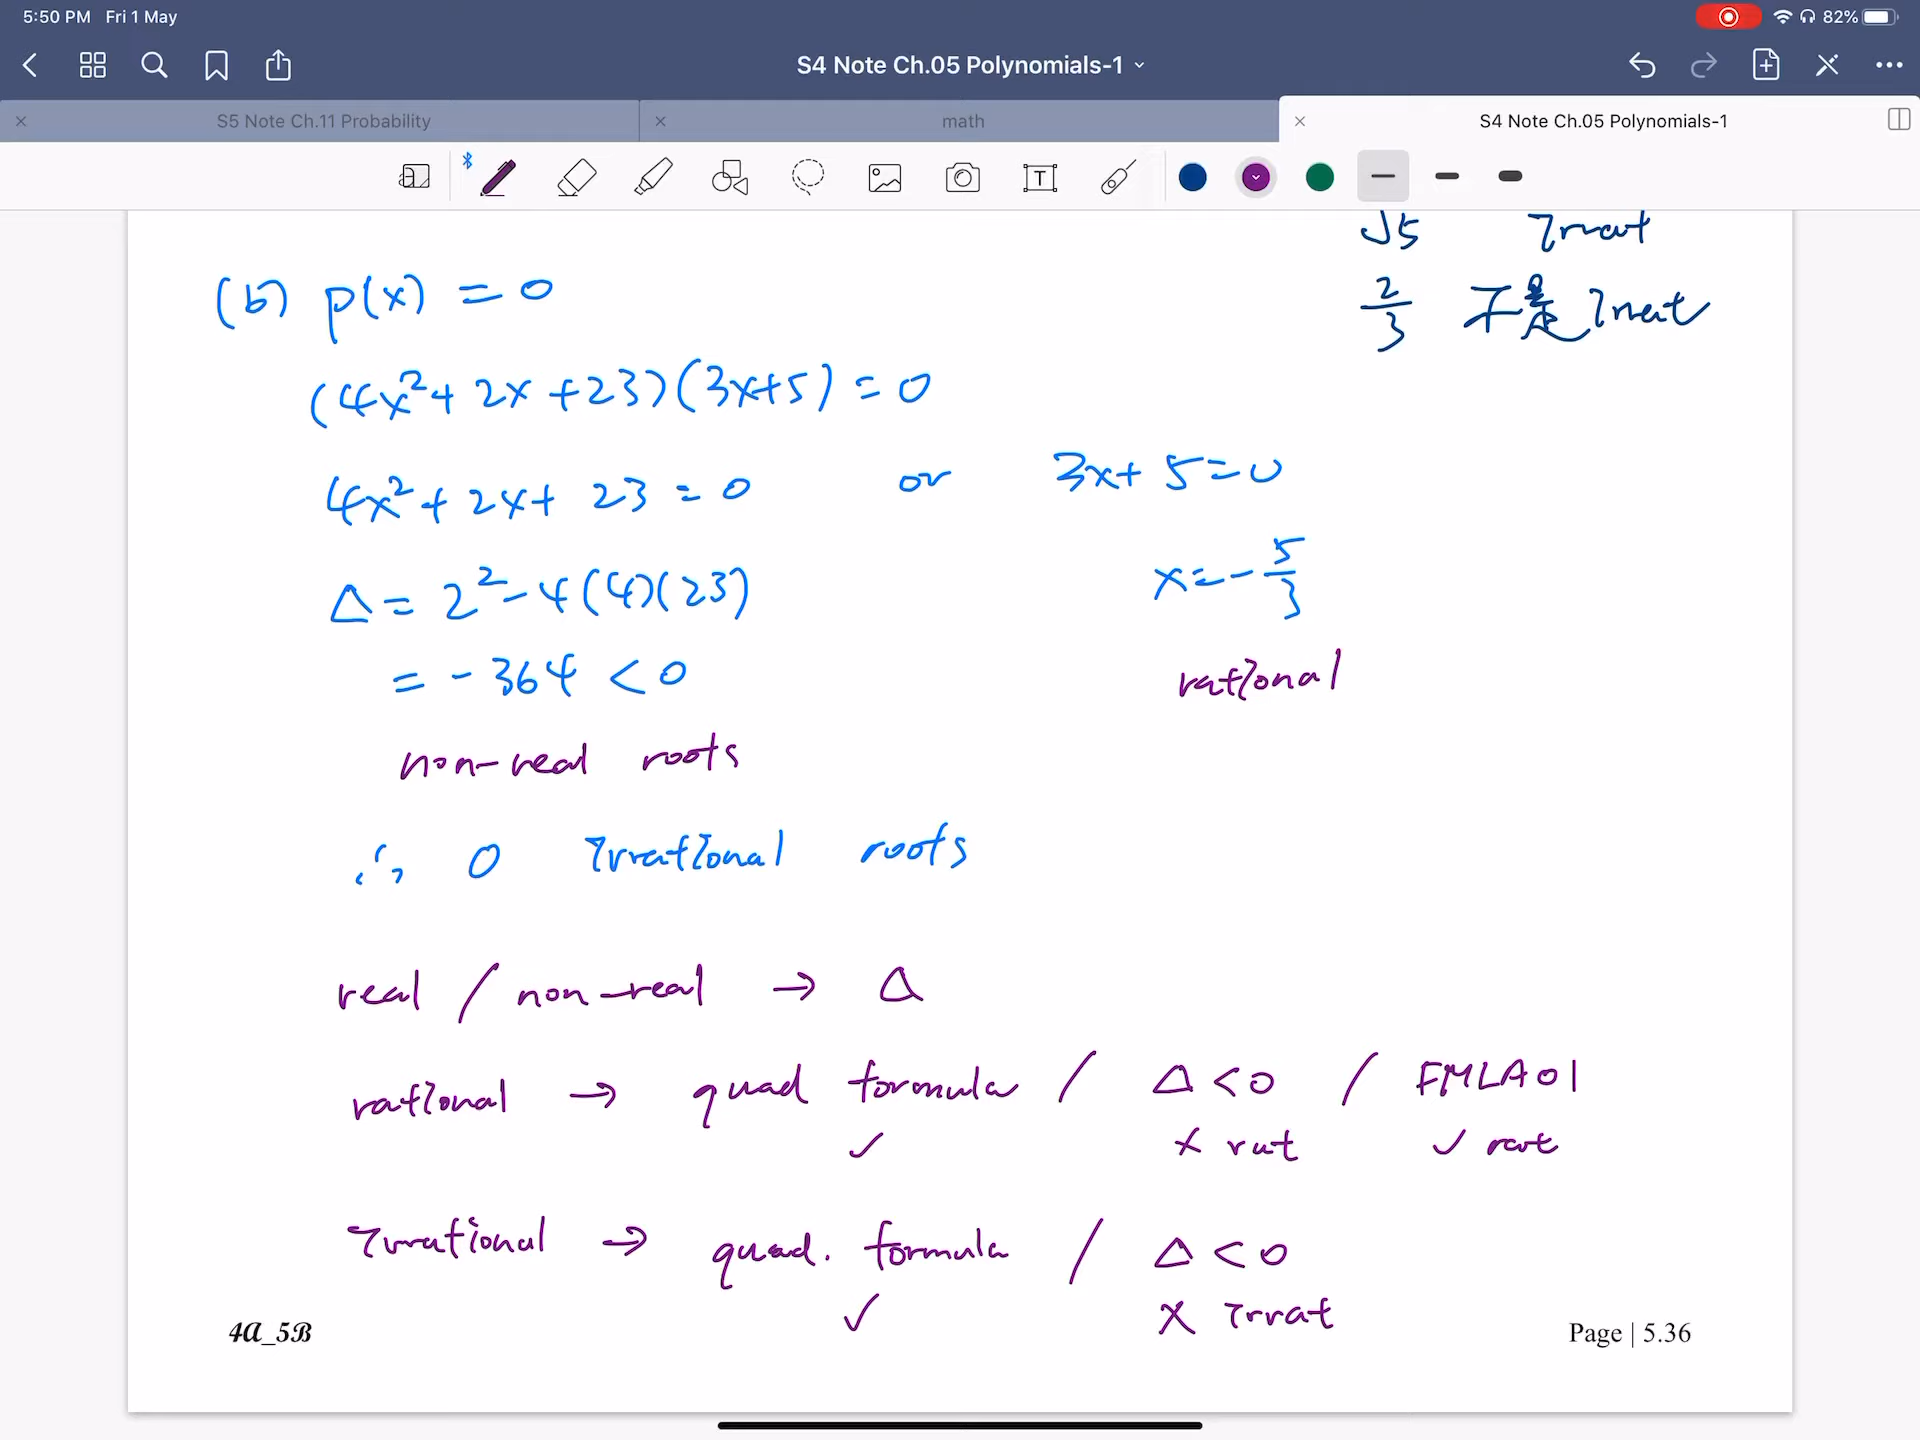 5:50 PM Fri 1 May
82%
S4 Note Ch.05 Polynomials-1
S5 Note Ch.11 Probability
math
S4 Note Ch.05 Polynomials-1
√5 Irrat
2/3 不是 Irrat
(b) p(x) = 0
(4x²+ 2x +23)(3x+5) = 0
4x²+ 2x+ 23 = 0 or 3x+ 5=0
Δ= 2²-4(4)(23) x=-5/3
= -364 <0 rational
non-real roots
∴ 0 irrational roots
real / non-real → Δ
rational → quad formula / Δ<0 / FMLA01
✓ X rat ✓ rat
Irrational → quad. formula / Δ<0
✓ X Irrat
4A_5B
Page | 5.36